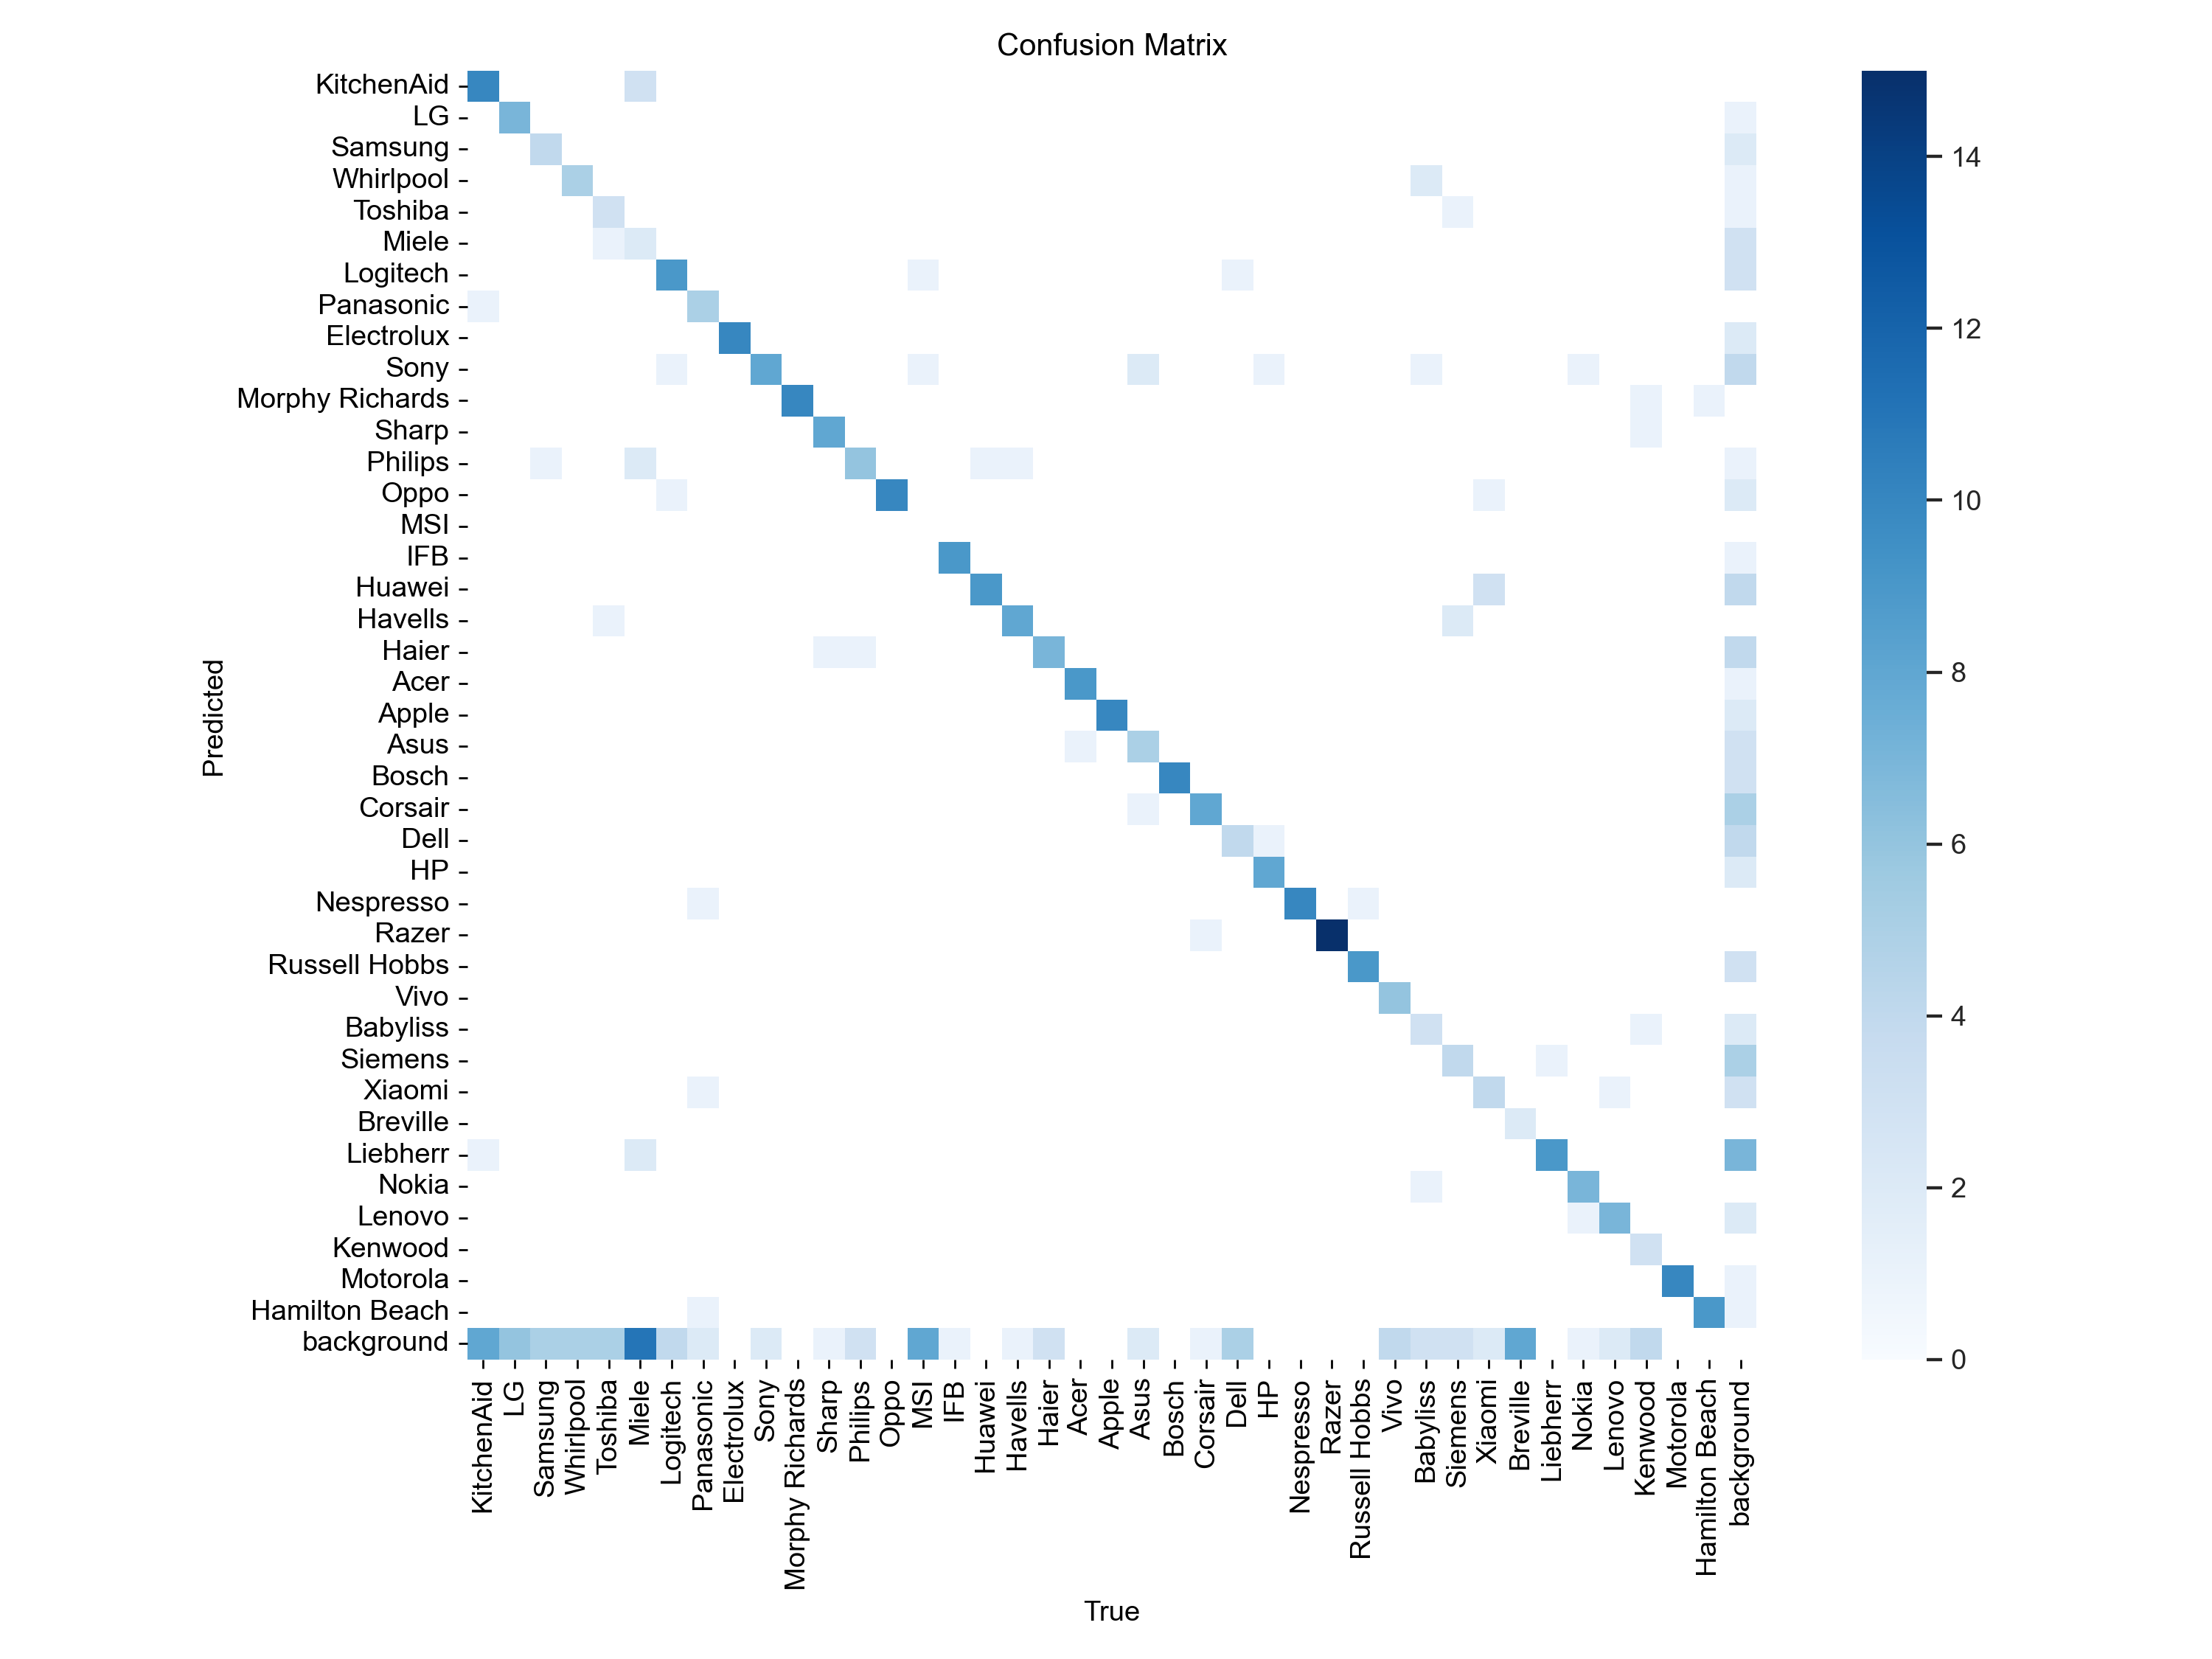 Confusion Matrix
KitchenAid
LG
Samsung
Whirlpool
Toshiba
Miele
Logitech
Panasonic
Electrolux
Sony
Morphy Richards
Sharp
Philips
Oppo
MSI
IFB
Huawei
Havells
Haier
Acer
Apple
Asus
Bosch
Corsair
Dell
HP
Nespresso
Razer
Russell Hobbs
Vivo
Babyliss
Siemens
Xiaomi
Breville
Liebherr
Nokia
Lenovo
Kenwood
Motorola
Hamilton Beach
background
Predicted
KitchenAid
LG
Samsung
Whirlpool
Toshiba
Miele
Logitech
Panasonic
Electrolux
Sony
Morphy Richards
Sharp
Philips
Oppo
MSI
IFB
Huawei
Havells
Haier
Acer
Apple
Asus
Bosch
Corsair
Dell
HP
Nespresso
Razer
Russell Hobbs
Vivo
Babyliss
Siemens
Xiaomi
Breville
Liebherr
Nokia
Lenovo
Kenwood
Motorola
Hamilton Beach
background
True
14
12
10
8
6
4
2
0